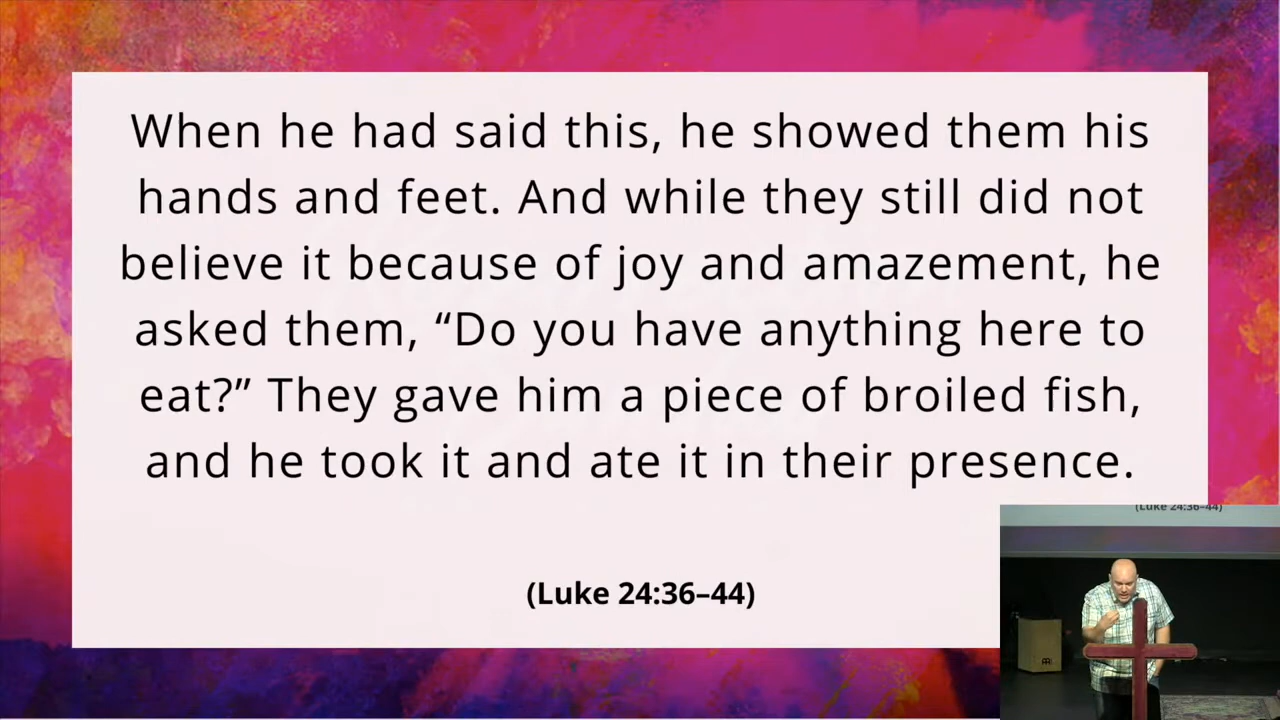 When he had said this, he showed them his
hands and feet. And while they still did not
believe it because of joy and amazement, he
asked them, “Do you have anything here to
eat?” They gave him a piece of broiled fish,
and he took it and ate it in their presence.
(Luke 24:36–44)
(Luke 24:36–44)